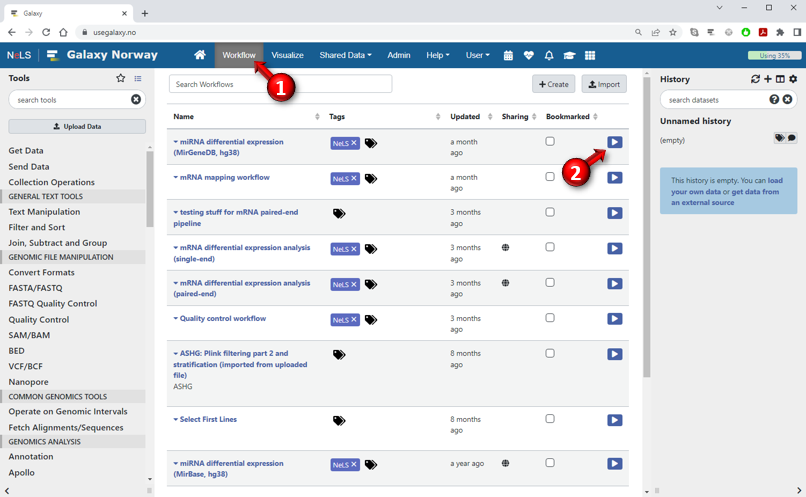 Galaxy
usegalaxy.no
NeLS
Galaxy Norway
Workflow
Visualize
Shared Data
Admin
Help
User
Using 35%
Tools
search tools
Upload Data
Get Data
Send Data
Collection Operations
GENERAL TEXT TOOLS
Text Manipulation
Filter and Sort
Join, Subtract and Group
GENOMIC FILE MANIPULATION
Convert Formats
FASTA/FASTQ
FASTQ Quality Control
Quality Control
SAM/BAM
BED
VCF/BCF
Nanopore
COMMON GENOMICS TOOLS
Operate on Genomic Intervals
Fetch Alignments/Sequences
GENOMICS ANALYSIS
Annotation
Apollo
Search Workflows
Create
Import
1
2
Name Tags Updated Sharing Bookmarked
miRNA differential expression
(MirGeneDB, hg38)
NeLS
a month
ago
mRNA mapping workflow
NeLS
a month
ago
testing stuff for mRNA paired-end
pipeline
3 months
ago
mRNA differential expression analysis
(single-end)
NeLS
3 months
ago
mRNA differential expression analysis
(paired-end)
NeLS
3 months
ago
Quality control workflow
NeLS
3 months
ago
ASHG: Plink filtering part 2 and
stratification (imported from uploaded
file)
ASHG
8 months
ago
Select First Lines
8 months
ago
miRNA differential expression
(MirBase, hg38)
NeLS
a year ago
History
search datasets
Unnamed history
(empty)
This history is empty. You can load
your own data or get data from
an external source